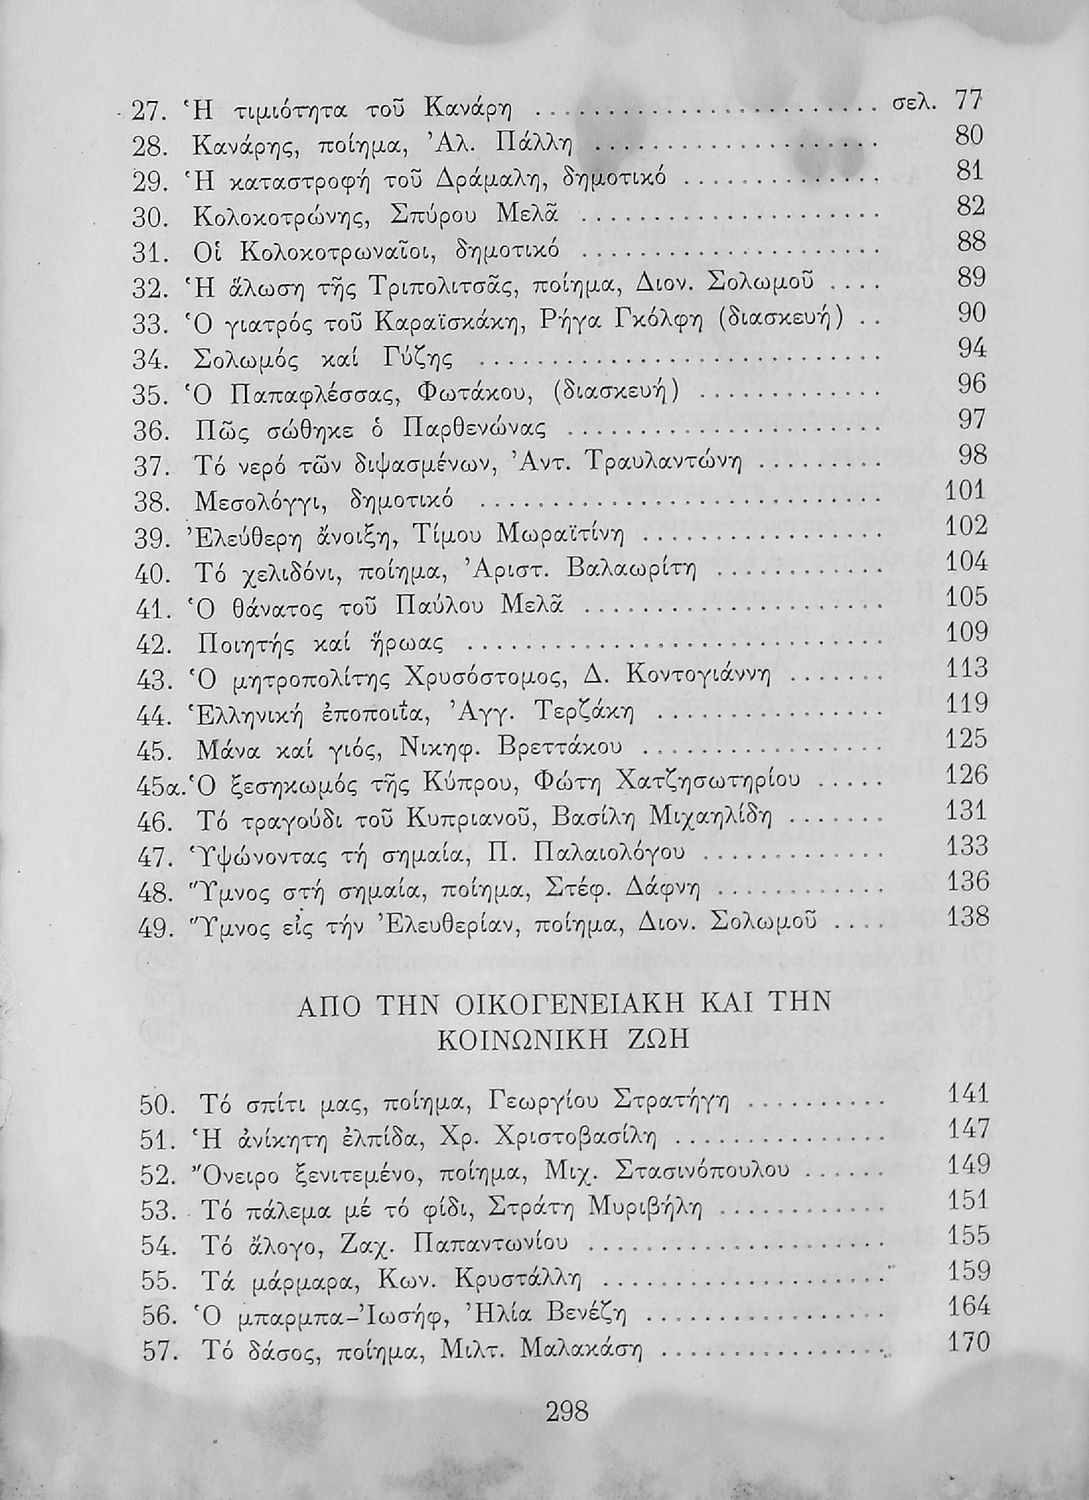 27. Ἡ τιμιότητα τοῦ Κανάρη ........................ σελ. 77
28. Κανάρης, ποίημα, Ἀλ. Πάλλη .................... 80
29. Ἡ καταστροφή τοῦ Δράμαλη, δημοτικό .............. 81
30. Κολοκοτρώνης, Σπύρου Μελᾶ ..................... 82
31. Οἱ Κολοκοτρωναῖοι, δημοτικό ..................... 88
32. Ἡ ἅλωση τῆς Τριπολιτσᾶς, ποίημα, Διον. Σολωμοῦ .... 89
33. Ὁ γιατρός τοῦ Καραϊσκάκη, Ρήγα Γκόλφη (διασκευή) .. 90
34. Σολωμός καί Γύζης ............................ 94
35. Ὁ Παπαφλέσσας, Φωτάκου, (διασκευή) ............. 96
36. Πῶς σώθηκε ὁ Παρθενώνας ...................... 97
37. Τό νερό τῶν διψασμένων, Ἀντ. Τραυλαντώνη ......... 98
38. Μεσολόγγι, δημοτικό ............................ 101
39. Ἐλεύθερη ἄνοιξη, Τίμου Μωραϊτίνη ................. 102
40. Τό χελιδόνι, ποίημα, Ἀριστ. Βαλαωρίτη ............ 104
41. Ὁ θάνατος τοῦ Παύλου Μελᾶ ..................... 105
42. Ποιητής καί ἥρωας ............................. 109
43. Ὁ μητροπολίτης Χρυσόστομος, Δ. Κοντογιάννη ....... 113
44. Ἑλληνική ἐποποιΐα, Ἀγγ. Τερζάκη ................ 119
45. Μάνα καί γιός, Νικηφ. Βρεττάκου ................. 125
45α. Ὁ ξεσηκωμός τῆς Κύπρου, Φώτη Χατζησωτηρίου ..... 126
46. Τό τραγούδι τοῦ Κυπριανοῦ, Βασίλη Μιχαηλίδη ....... 131
47. Ὑψώνοντας τή σημαία, Π. Παλαιολόγου ............. 133
48. Ὕμνος στή σημαία, ποίημα, Στέφ. Δάφνη ............ 136
49. Ὕμνος εἰς τήν Ἐλευθερίαν, ποίημα, Διον. Σολωμοῦ .... 138
ΑΠΟ ΤΗΝ ΟΙΚΟΓΕΝΕΙΑΚΗ ΚΑΙ ΤΗΝ
ΚΟΙΝΩΝΙΚΗ ΖΩΗ
50. Τό σπίτι μας, ποίημα, Γεωργίου Στρατήγη .......... 141
51. Ἡ ἀνίκητη ἐλπίδα, Χρ. Χριστοβασίλη ............... 147
52. Ὄνειρο ξενιτεμένο, ποίημα, Μιχ. Στασινόπουλου ...... 149
53. Τό πάλεμα μέ τό φίδι, Στράτη Μυριβήλη ............ 151
54. Τό ἄλογο, Ζαχ. Παπαντωνίου ..................... 155
55. Τά μάρμαρα, Κων. Κρυστάλλη .................... 159
56. Ὁ μπαρμπα-Ἰωσήφ, Ἠλία Βενέζη ................. 164
57. Τό δάσος, ποίημα, Μιλτ. Μαλακάση ................ 170
298